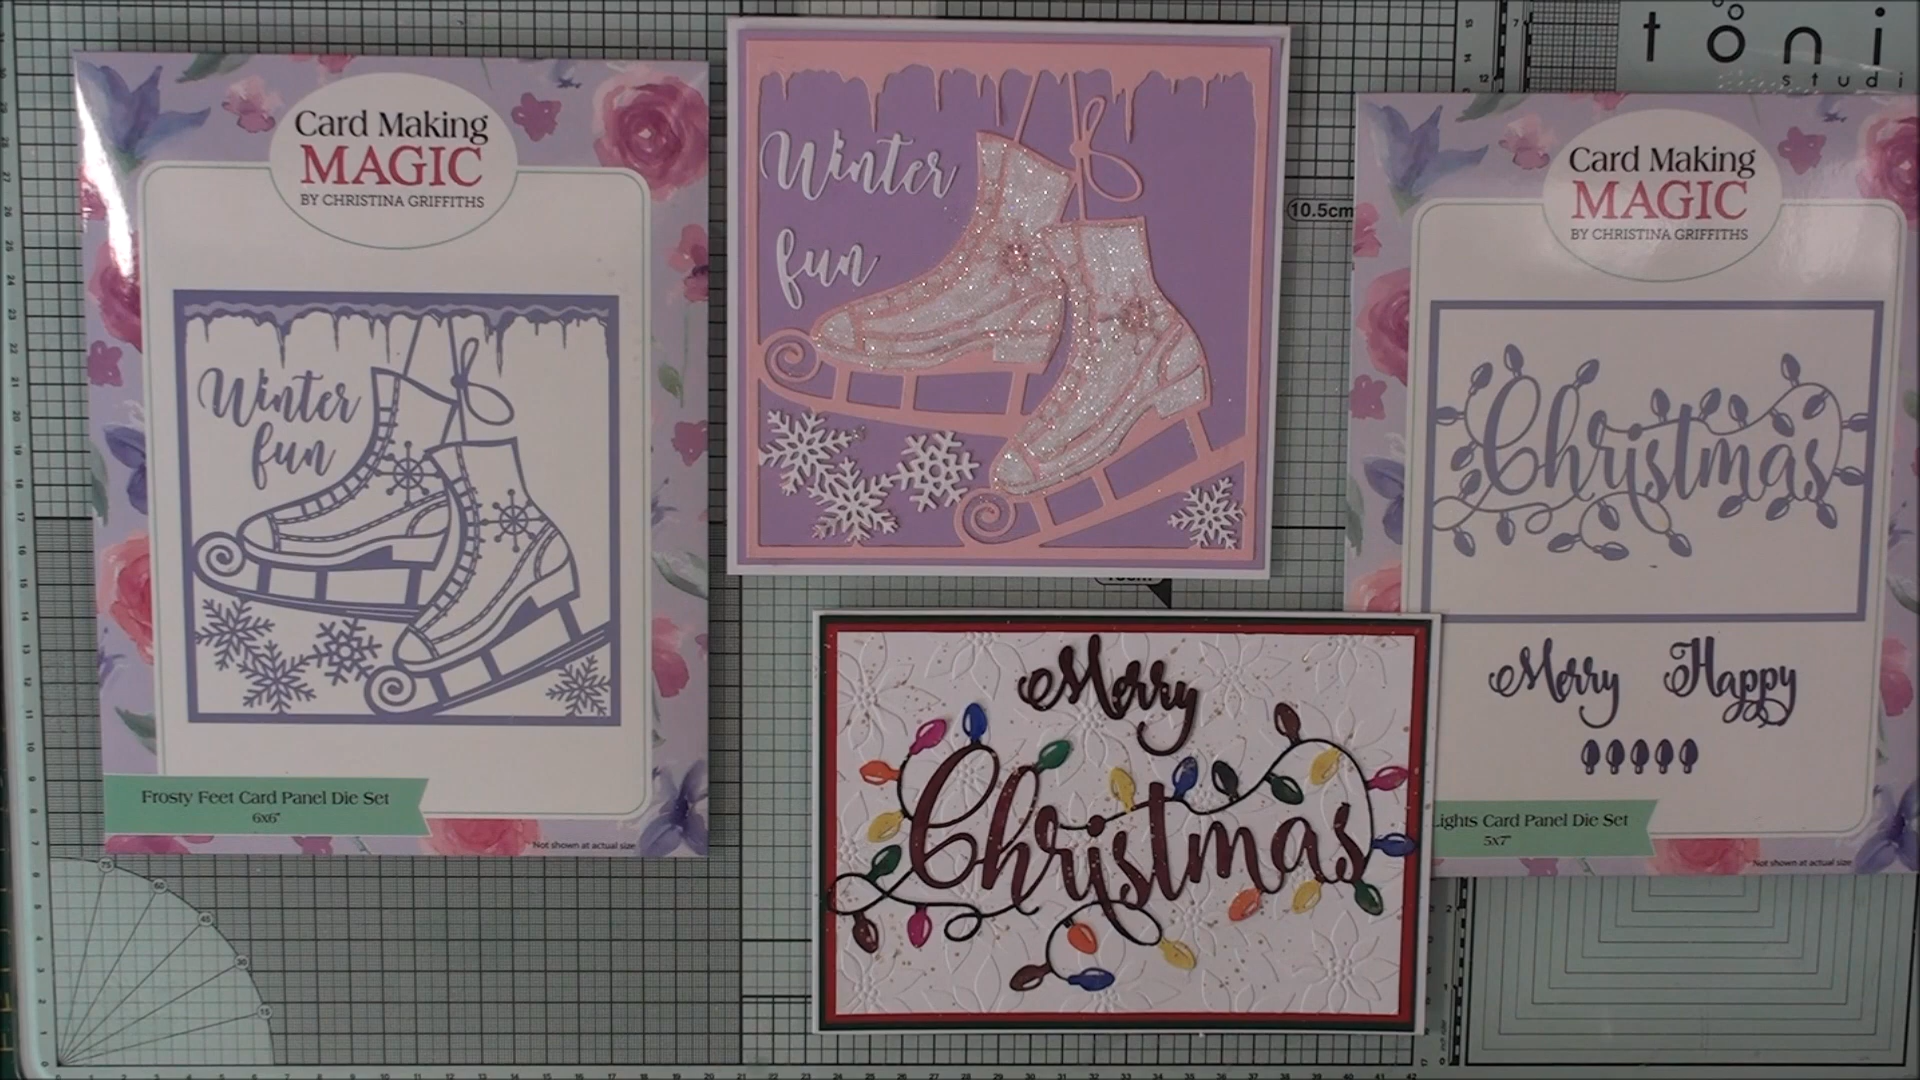 Card Making
MAGIC
BY CHRISTINA GRIFFITHS
Winter
fun
Frosty Feet Card Panel Die Set
6x6"
Not shown at actual size
Winter
fun
10.5cm
Merry
Christmas
töni
studi
Card Making
MAGIC
BY CHRISTINA GRIFFITHS
Christmas
Merry Happy
Lights Card Panel Die Set
5x7"
Not shown at actual size